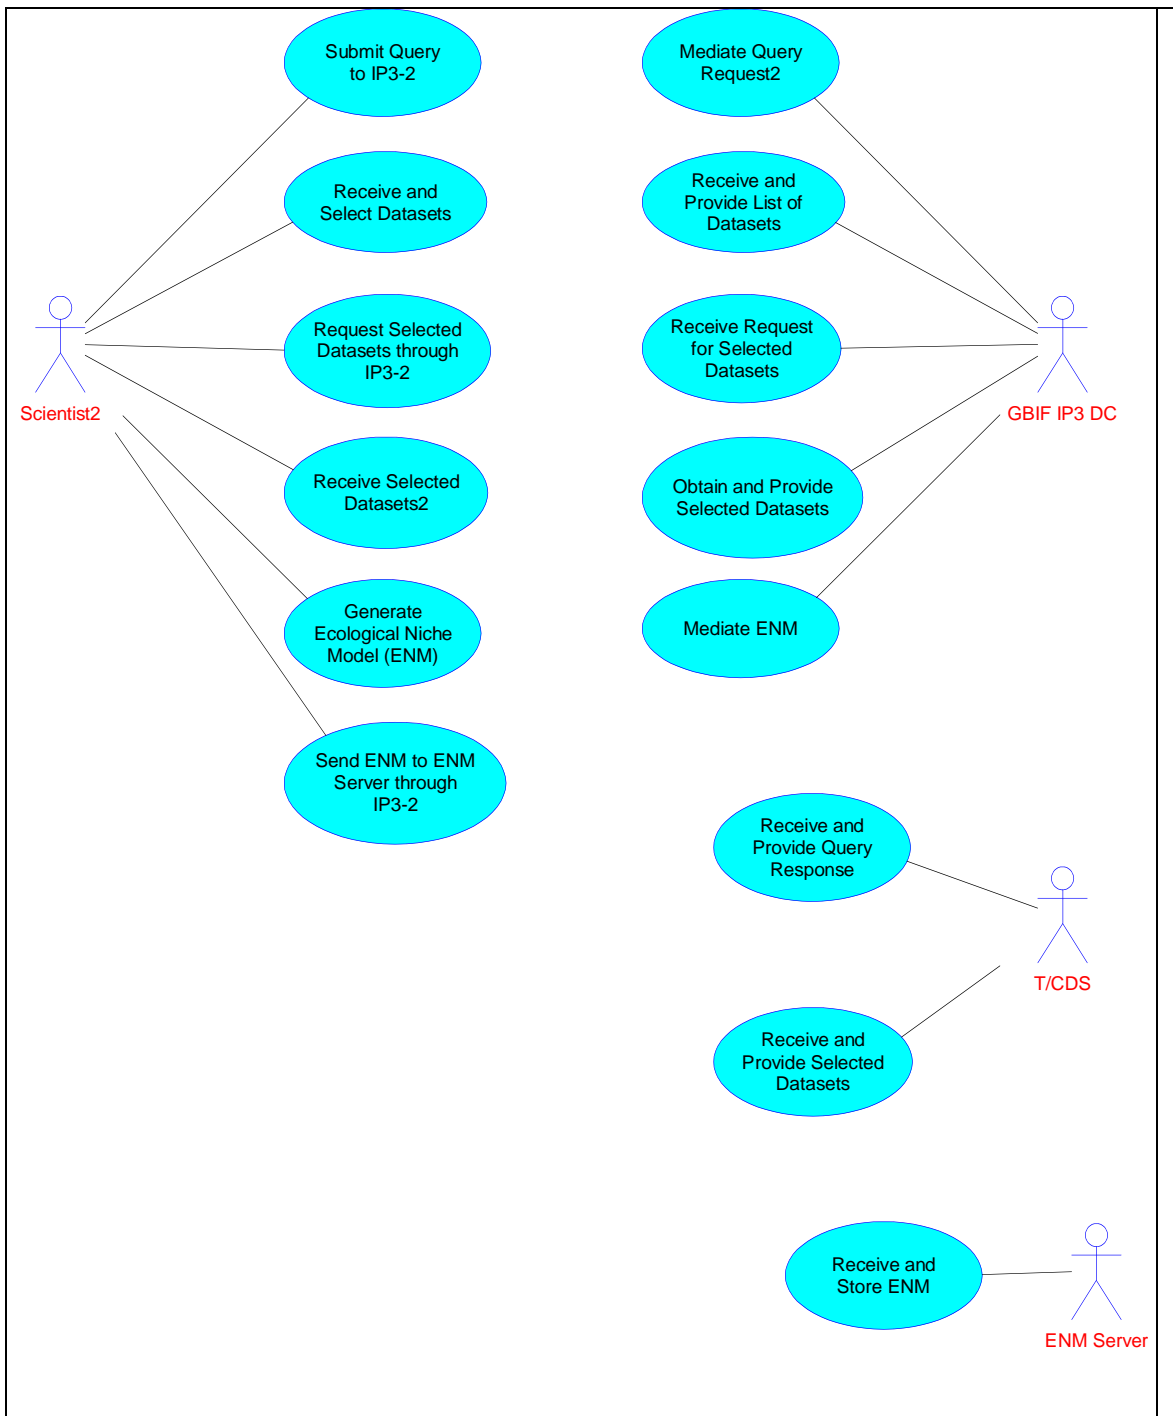 Submit Query
to IP3-2
Mediate Query
Request2
Receive and
Select Datasets
Receive and
Provide List of
Datasets
Request Selected
Datasets through
IP3-2
Receive Request
for Selected
Datasets
Scientist2
GBIF IP3 DC
Receive Selected
Datasets2
Obtain and Provide
Selected Datasets
Generate
Ecological Niche
Model (ENM)
Mediate ENM
Send ENM to ENM
Server through
IP3-2
Receive and
Provide Query
Response
T/CDS
Receive and
Provide Selected
Datasets
Receive and
Store ENM
ENM Server